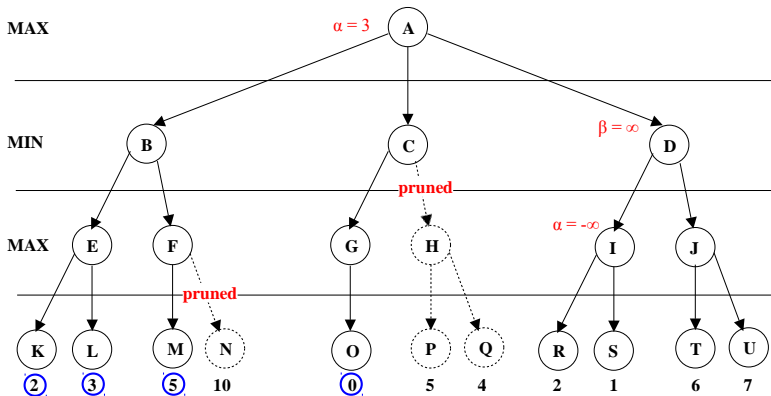 MAX
α = 3
A
MIN
B
C
β = ∞
D
pruned
MAX
E
F
G
H
α = -∞
I
J
pruned
K
L
M
N
O
P
Q
R
S
T
U
2
3
5
10
0
5
4
2
1
6
7